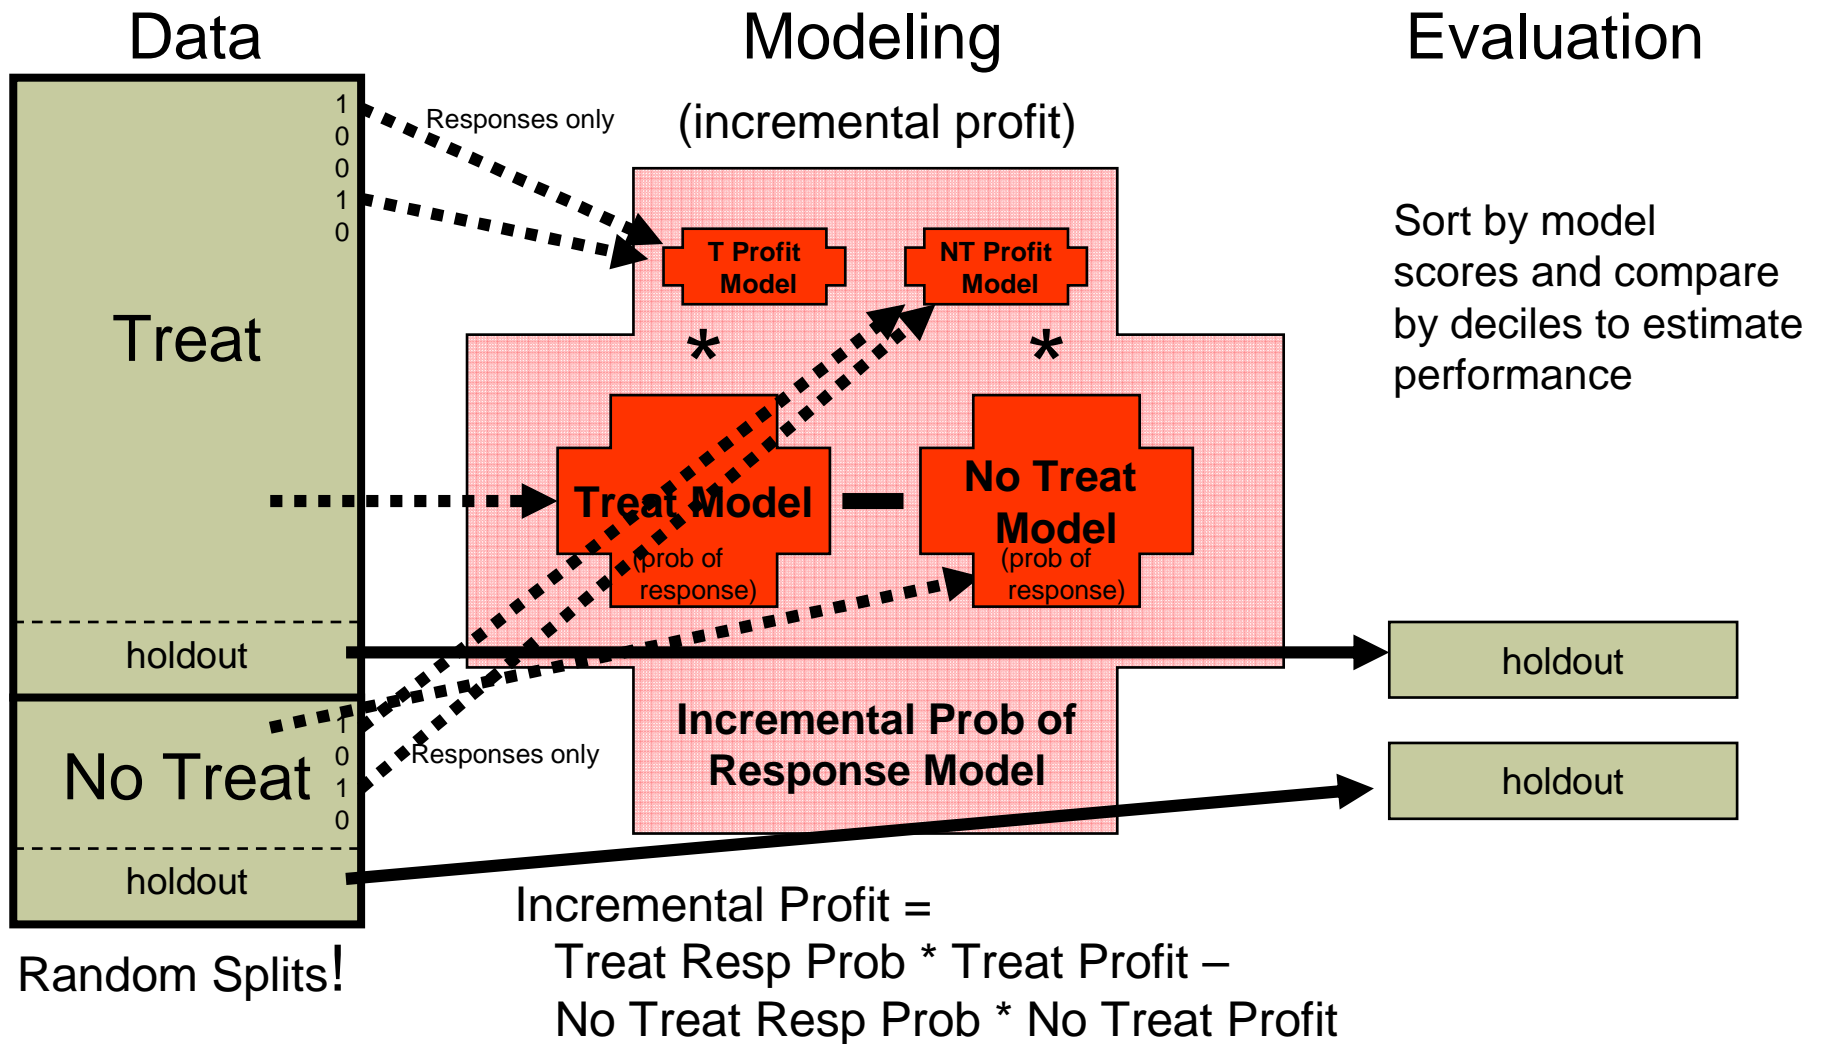 Data
Modeling
Evaluation
(incremental profit)
1
0
0
1
0
Responses only
Treat
T Profit
Model
NT Profit
Model
*
*
Sort by model
scores and compare
by deciles to estimate
performance
Treat Model
(prob of
response)
No Treat
Model
(prob of
response)
holdout
holdout
No Treat
1
0
1
0
Responses only
Incremental Prob of
Response Model
holdout
holdout
Random Splits!
Incremental Profit =
Treat Resp Prob * Treat Profit –
No Treat Resp Prob * No Treat Profit